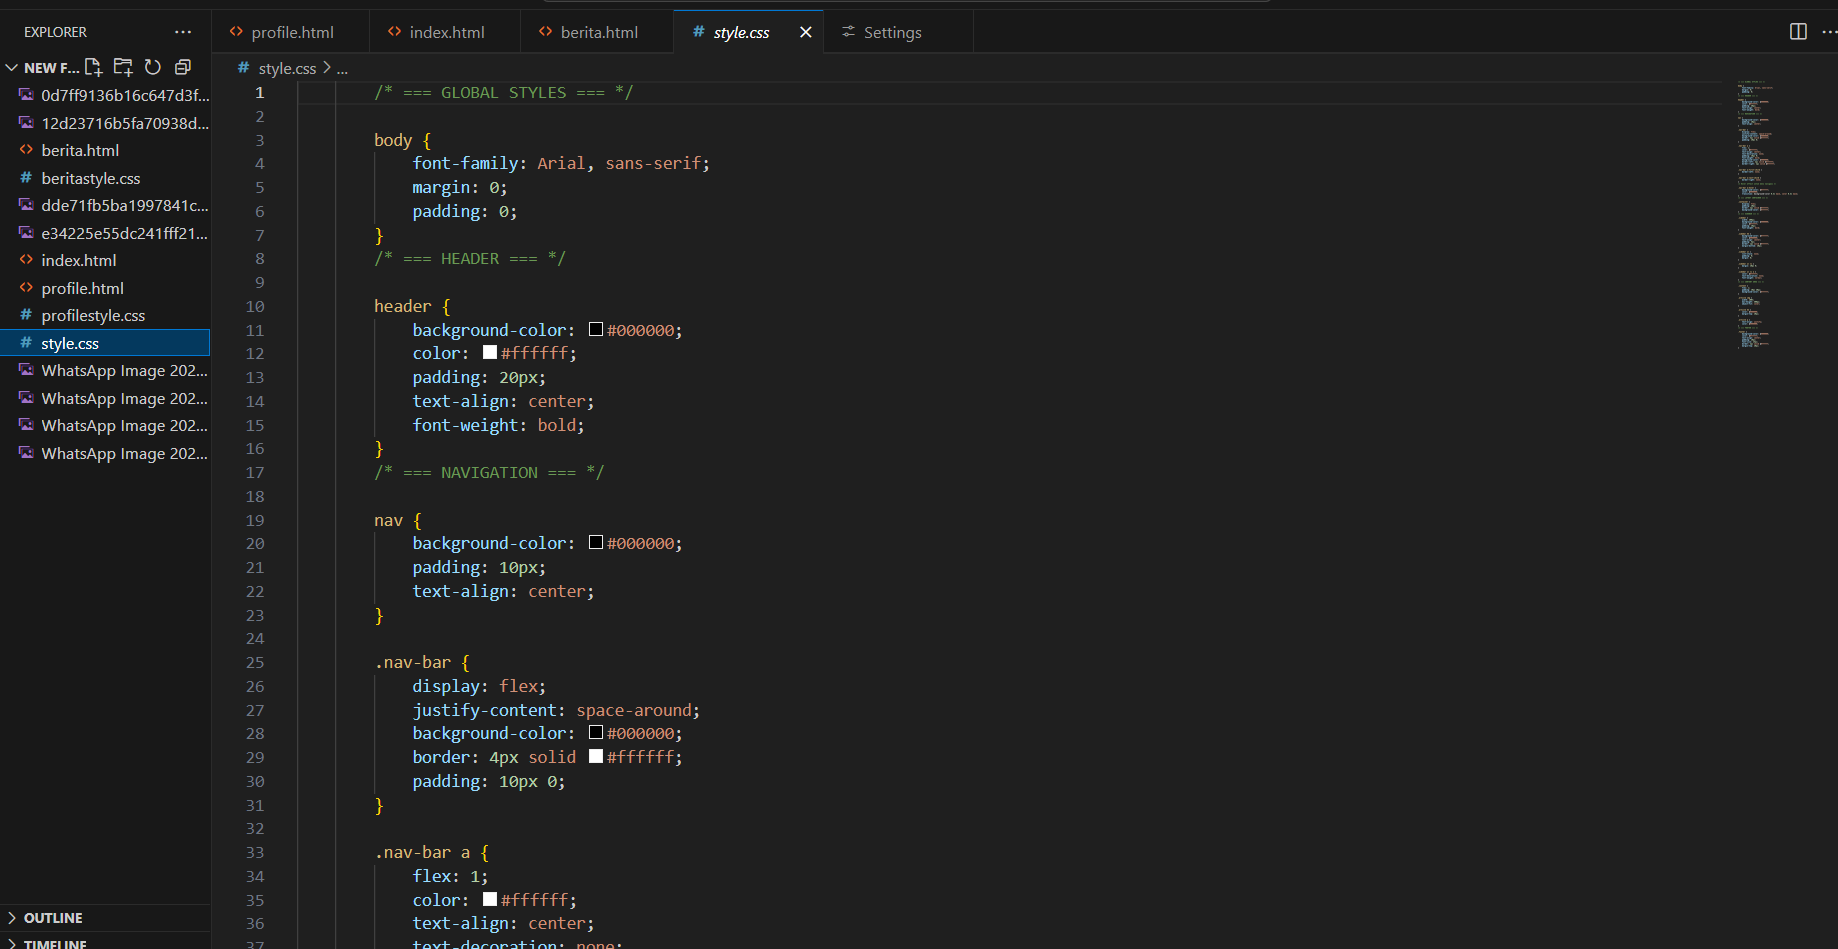 EXPLORER
···
profile.html
index.html
berita.html
# style.css
Settings
NEW F...
0d7ff9136b16c647d3f...
12d23716b5fa70938d...
berita.html
# beritastyle.css
dde71fb5ba1997841c...
e34225e55dc241fff21...
index.html
profile.html
# profilestyle.css
# style.css
WhatsApp Image 202...
WhatsApp Image 202...
WhatsApp Image 202...
WhatsApp Image 202...
OUTLINE
TIMELINE
# style.css > ...
1 /* === GLOBAL STYLES === */
2
3 body {
4 font-family: Arial, sans-serif;
5 margin: 0;
6 padding: 0;
7 }
8 /* === HEADER === */
9
10 header {
11 background-color: #000000;
12 color: #ffffff;
13 padding: 20px;
14 text-align: center;
15 font-weight: bold;
16 }
17 /* === NAVIGATION === */
18
19 nav {
20 background-color: #000000;
21 padding: 10px;
22 text-align: center;
23 }
24
25 .nav-bar {
26 display: flex;
27 justify-content: space-around;
28 background-color: #000000;
29 border: 4px solid #ffffff;
30 padding: 10px 0;
31 }
32
33 .nav-bar a {
34 flex: 1;
35 color: #ffffff;
36 text-align: center;
37 text-decoration: none;